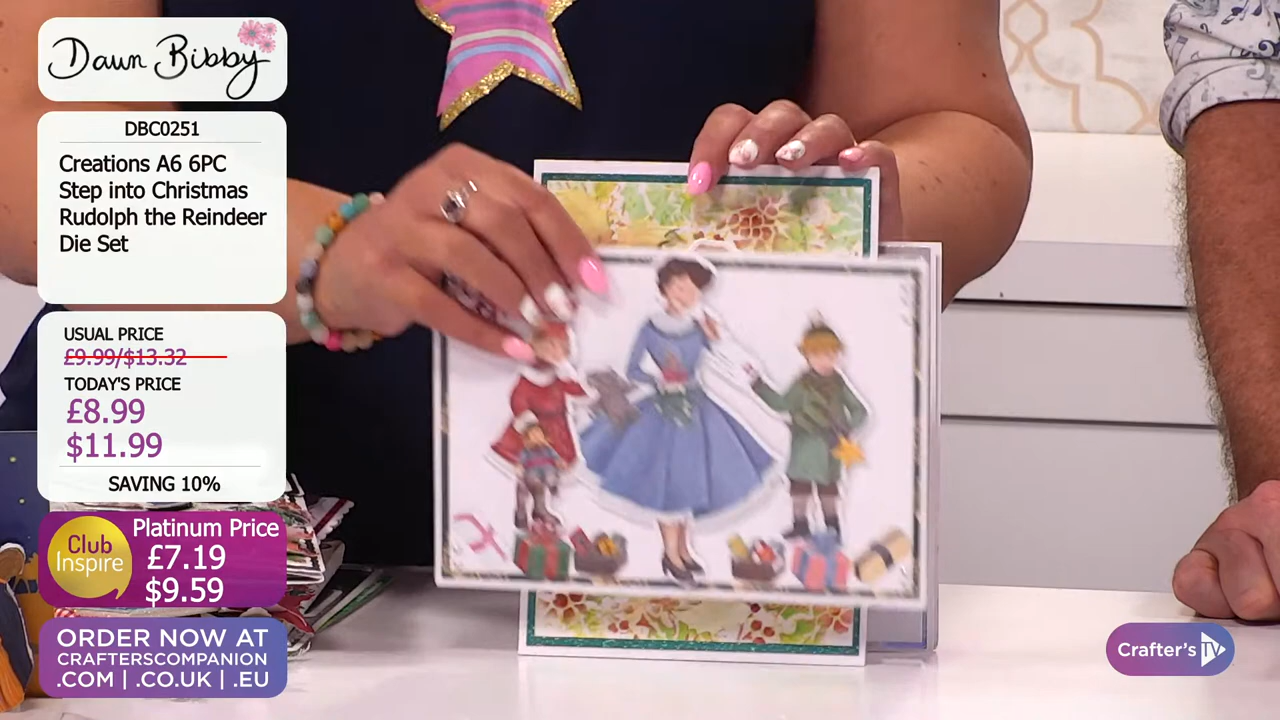 Dawn Bibby
DBC0251
Creations A6 6PC
Step into Christmas
Rudolph the Reindeer
Die Set
USUAL PRICE
£9.99/$13.32
TODAY'S PRICE
£8.99
$11.99
SAVING 10%
Club
Inspire
Platinum Price
£7.19
$9.59
ORDER NOW AT
CRAFTERSCOMPANION
.COM | .CO.UK | .EU
Crafter's TV